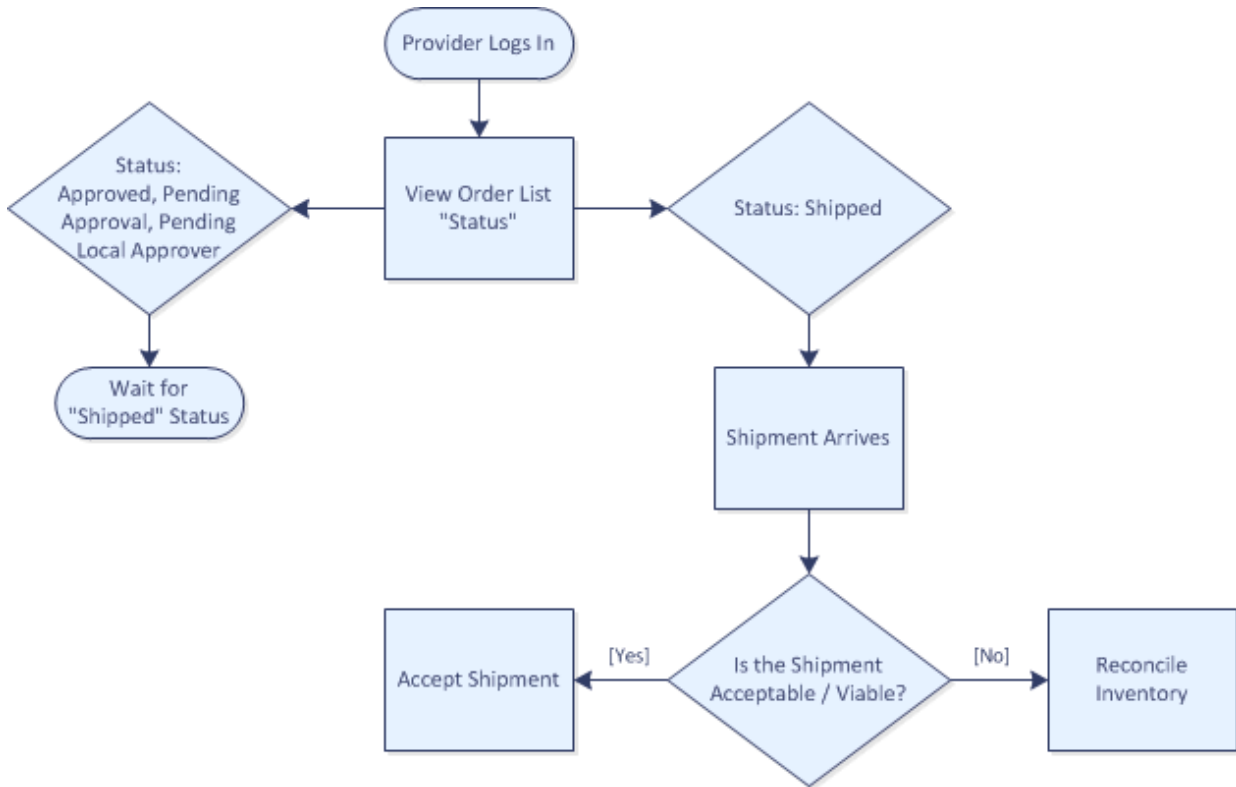 Provider Logs In
Status:
Approved, Pending
Approval, Pending
Local Approver
View Order List
"Status"
Status: Shipped
Wait for
"Shipped" Status
Shipment Arrives
Accept Shipment
[Yes]
Is the Shipment
Acceptable / Viable?
[No]
Reconcile
Inventory